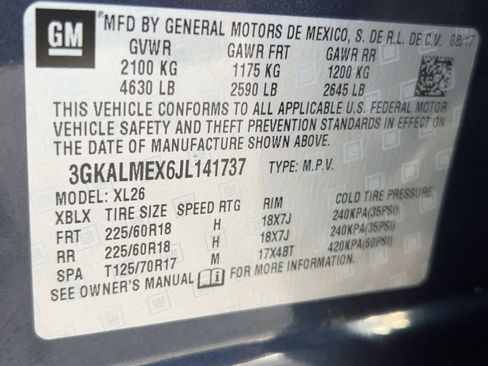 GM
MFD BY GENERAL MOTORS DE MEXICO, S. DE R.L. DE C.V. 08/17
GVWR GAWR FRT GAWR RR
2100 KG 1175 KG 1200 KG
4630 LB 2590 LB 2645 LB
THIS VEHICLE CONFORMS TO ALL APPLICABLE U.S. FEDERAL MOTOR
VEHICLE SAFETY AND THEFT PREVENTION STANDARDS IN EFFECT ON
THE DATE OF MANUFACTURE SHOWN ABOVE.
3GKALMEX6JL141737 TYPE: M.P.V.
MODEL: XL26
XBLX TIRE SIZE SPEED RTG RIM COLD TIRE PRESSURE
FRT 225/60R18 H 18X7J 240KPA(35PSI)
RR 225/60R18 H 18X7J 240KPA(35PSI)
SPA T125/70R17 M 17X4BT 420KPA(60PSI)
SEE OWNER'S MANUAL FOR MORE INFORMATION.